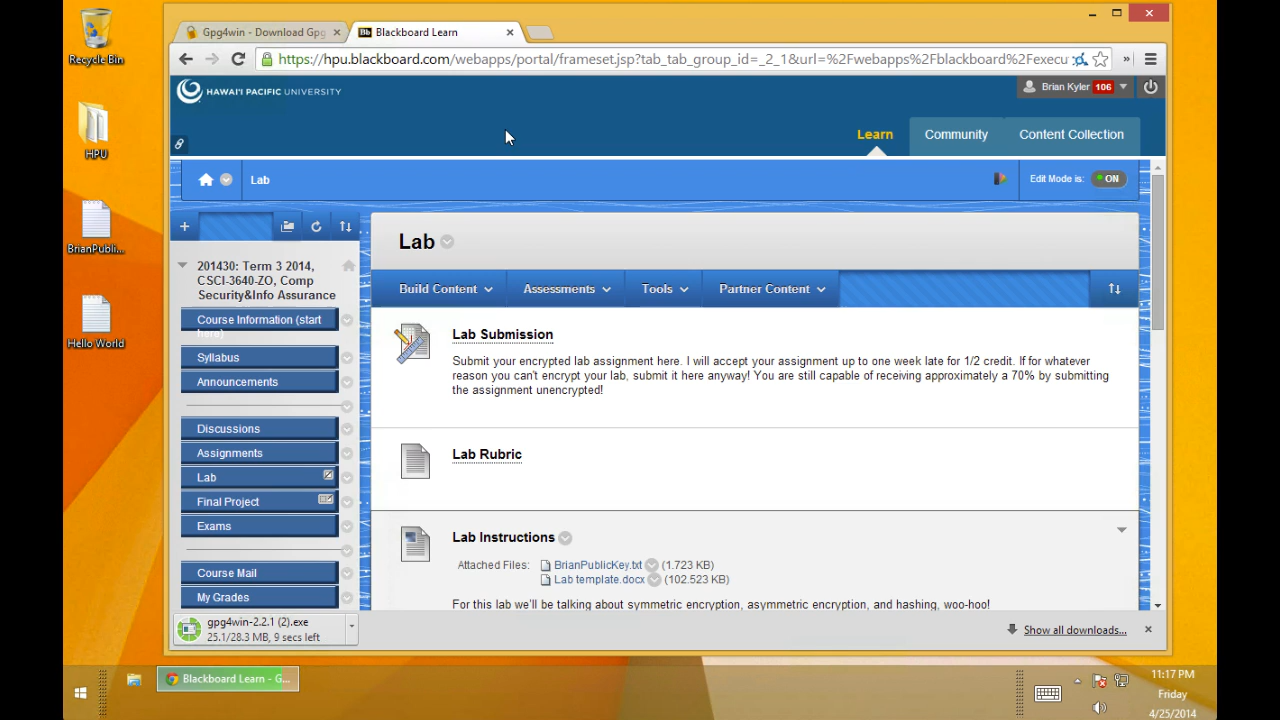 Recycle Bin
HPU
BrianPubli...
Hello World
Gpg4win - Download Gpg
Blackboard Learn
https://hpu.blackboard.com/webapps/portal/frameset.jsp?tab_tab_group_id=_2_1&url=%2Fwebapps%2Fblackboard%2Fexecu
HAWAI'I PACIFIC UNIVERSITY
Brian Kyler 106
Learn
Community
Content Collection
Lab
Edit Mode is: ON
201430: Term 3 2014,
CSCI-3640-ZO, Comp
Security&Info Assurance
Course Information (start
here)
Syllabus
Announcements
Discussions
Assignments
Lab
Final Project
Exams
Course Mail
My Grades
Lab
Build Content
Assessments
Tools
Partner Content
Lab Submission
Submit your encrypted lab assignment here. I will accept your assignment up to one week late for 1/2 credit. If for whatever
reason you can't encrypt your lab, submit it here anyway! You are still capable of receiving approximately a 70% by submitting
the assignment unencrypted!
Lab Rubric
Lab Instructions
Attached Files: BrianPublicKey.txt (1.723 KB)
Lab template.docx (102.523 KB)
For this lab we'll be talking about symmetric encryption, asymmetric encryption, and hashing, woo-hoo!
gpg4win-2.2.1 (2).exe
25.1/28.3 MB, 9 secs left
Show all downloads...
Blackboard Learn - G...
11:17 PM
Friday
4/25/2014